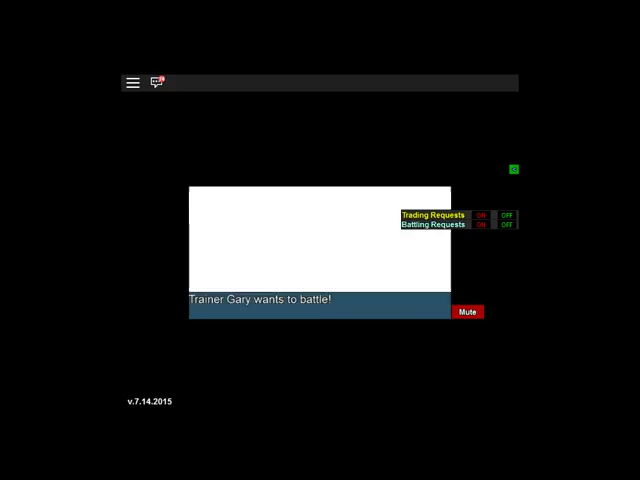 Trading Requests ON OFF
Battling Requests ON OFF
Trainer Gary wants to battle!
Mute
v.7.14.2015